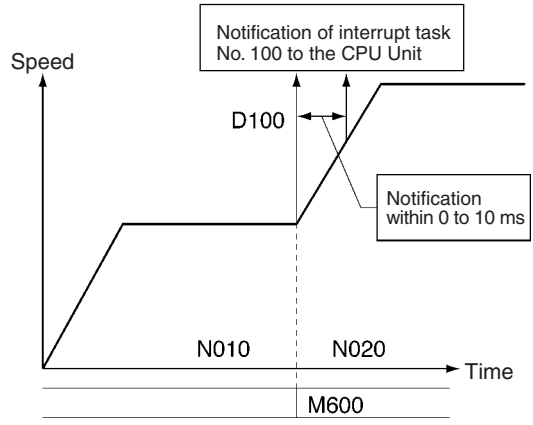 Notification of interrupt task
No. 100 to the CPU Unit
Speed
D100
Notification
within 0 to 10 ms
N010
N020
Time
M600